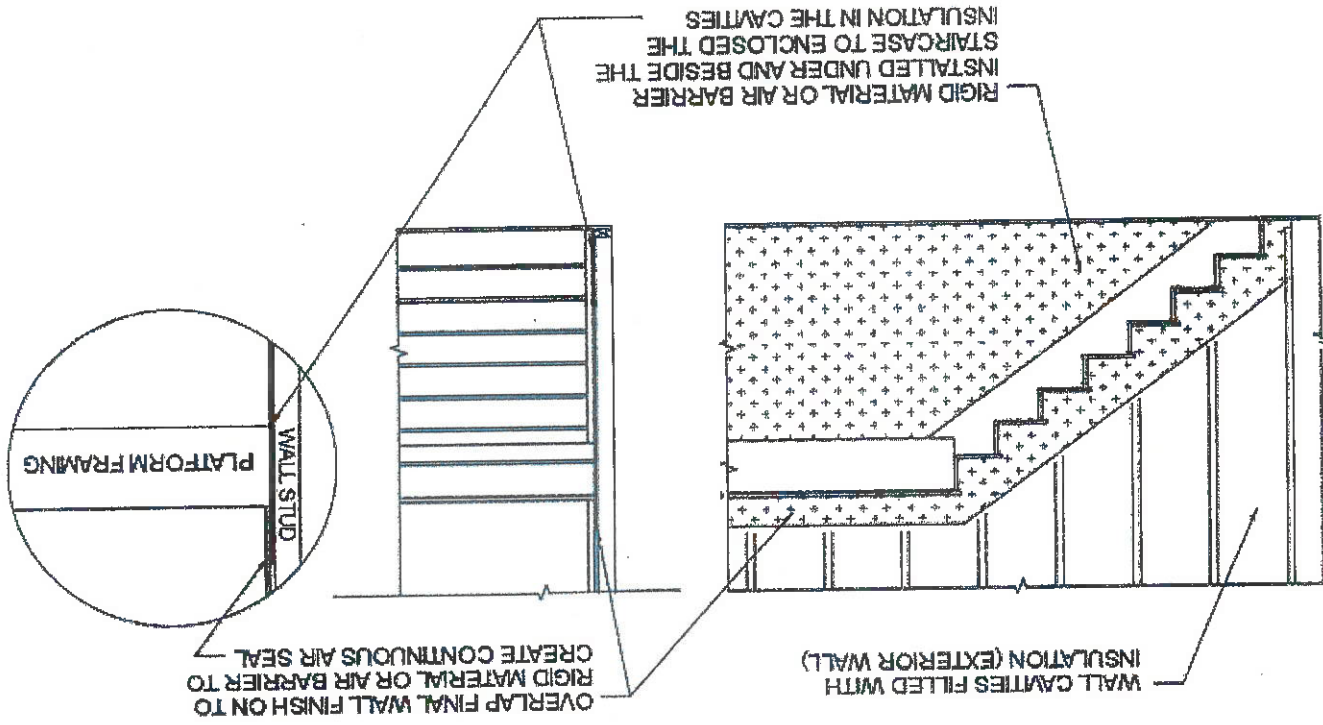 WALL CAVITIES FILLED WITH
INSULATION (EXTERIOR WALL)
OVERLAP FINAL WALL FINISH ON TO
RIGID MATERIAL OR AIR BARRIER TO
CREATE CONTINUOUS AIR SEAL
WALL STUD
PLATFORM FRAMING
RIGID MATERIAL OR AIR BARRIER
INSTALLED UNDER AND BESIDE THE
STAIRCASE TO ENCLOSED THE
INSULATION IN THE CAVITIES